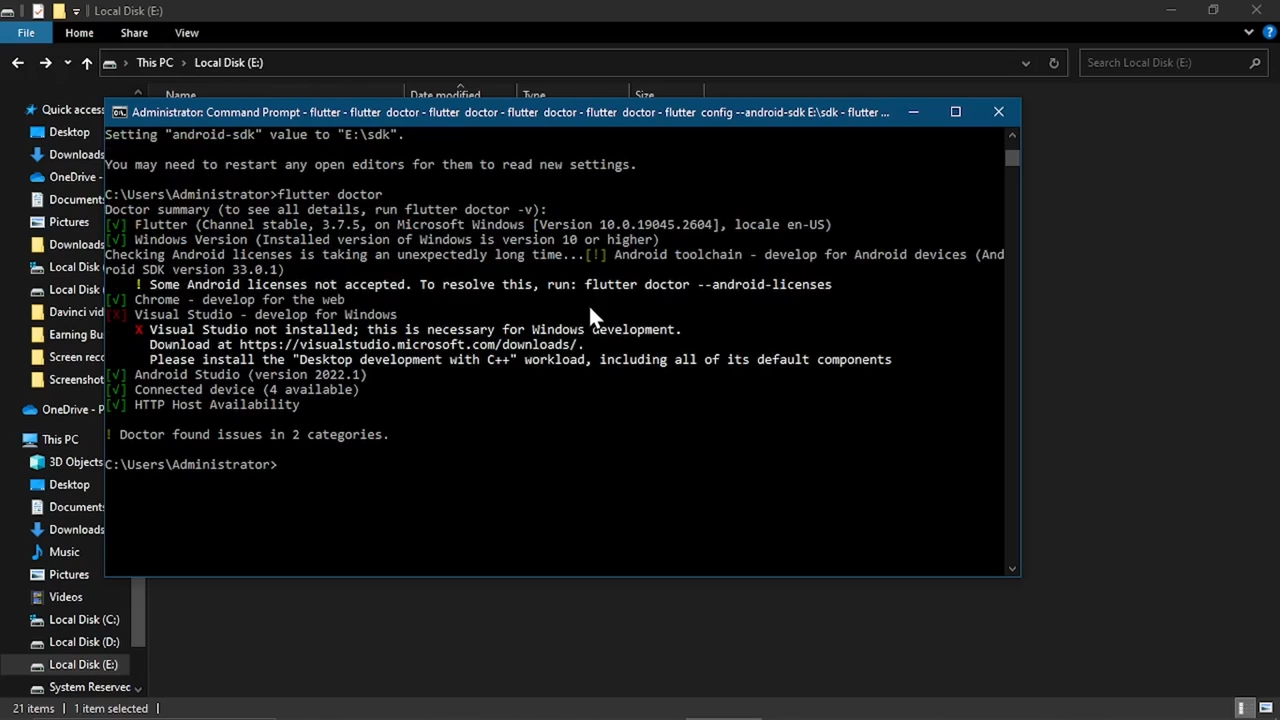 Local Disk (E:)
File Home Share View
This PC Local Disk (E:) Search Local Disk (E:)
Name Date modified Type Size
Quick access
Desktop
Downloads
OneDrive -
Documents
Pictures
Downloads
Local Disk
Local Disk
Davinci vid
Earning Bu
Screen reco
Screenshot
OneDrive - P
This PC
3D Objects
Desktop
Documents
Downloads
Music
Pictures
Videos
Local Disk (C:)
Local Disk (D:)
Local Disk (E:)
System Reserved
21 items 1 item selected
Administrator: Command Prompt - flutter - flutter doctor - flutter doctor - flutter doctor - flutter doctor - flutter config --android-sdk E:\sdk - flutter ...
Setting "android-sdk" value to "E:\sdk".
You may need to restart any open editors for them to read new settings.
C:\Users\Administrator>flutter doctor
Doctor summary (to see all details, run flutter doctor -v):
[√] Flutter (Channel stable, 3.7.5, on Microsoft Windows [Version 10.0.19045.2604], locale en-US)
[√] Windows Version (Installed version of Windows is version 10 or higher)
Checking Android licenses is taking an unexpectedly long time...[!] Android toolchain - develop for Android devices (And
roid SDK version 33.0.1)
! Some Android licenses not accepted. To resolve this, run: flutter doctor --android-licenses
[√] Chrome - develop for the web
[X] Visual Studio - develop for Windows
X Visual Studio not installed; this is necessary for Windows development.
Download at https://visualstudio.microsoft.com/downloads/.
Please install the "Desktop development with C++" workload, including all of its default components
[√] Android Studio (version 2022.1)
[√] Connected device (4 available)
[√] HTTP Host Availability
! Doctor found issues in 2 categories.
C:\Users\Administrator>